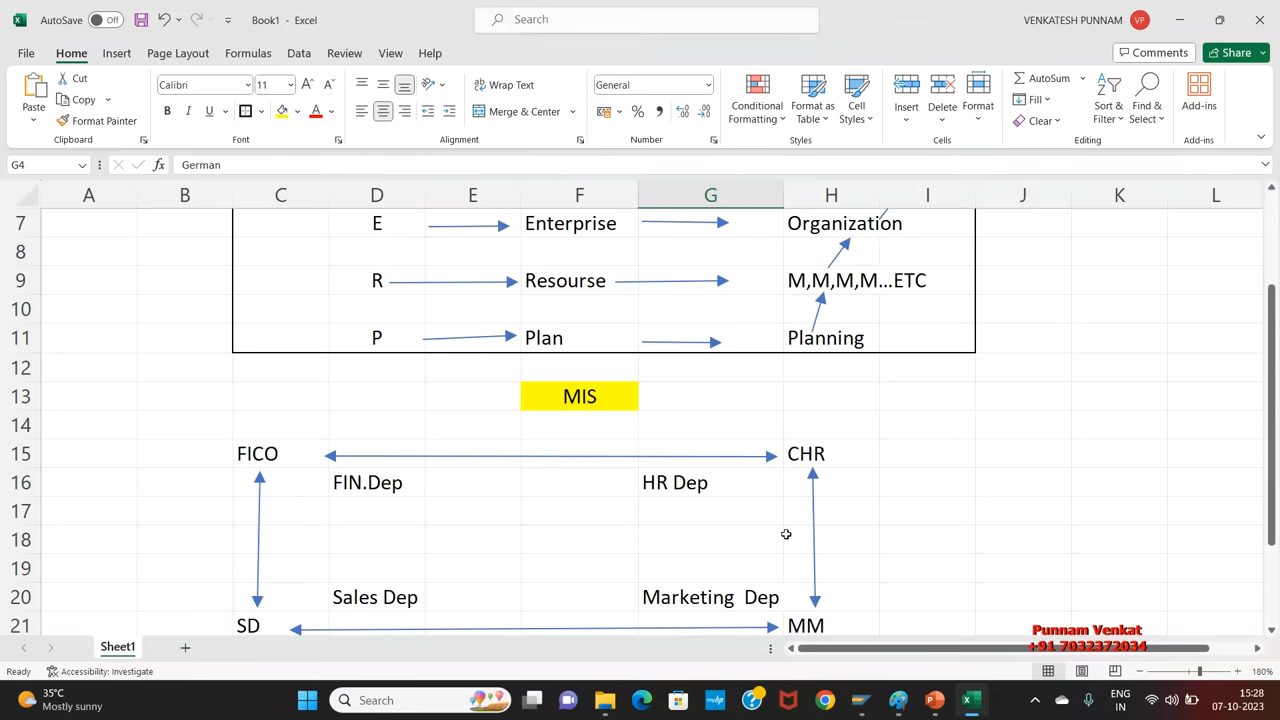 AutoSave Off Book1 - Excel Search VENKATESH PUNNAM VP
File Home Insert Page Layout Formulas Data Review View Help Comments Share
Paste Cut Copy Format Painter Clipboard
Calibri 11 B I U A Font
Wrap Text Merge & Center Alignment
General % , Number
Conditional Formatting Format as Table Cell Styles Styles
Insert Delete Format Cells
AutoSum Fill Clear Sort & Filter Find & Select Editing
Add-ins Add-ins
G4 fx German
A B C D E F G H I J K L
7 E Enterprise Organization
8
9 R Resourse M,M,M,M...ETC
10
11 P Plan Planning
12
13 MIS
14
15 FICO CHR
16 FIN.Dep HR Dep
17
18
19
20 Sales Dep Marketing Dep
21 SD MM
Punnam Venkat
+91 7032372034
Sheet1
Ready Accessibility: Investigate 180%
35°C
Mostly sunny
Search
ENG
IN
15:28
07-10-2023